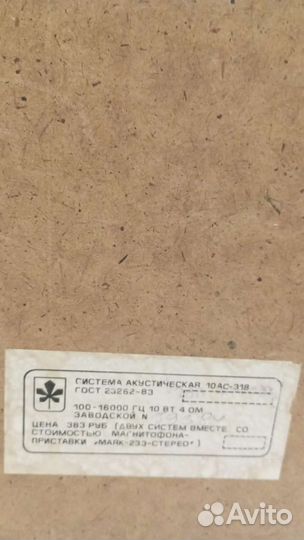 СИСТЕМА АКУСТИЧЕСКАЯ 10АС-318
ГОСТ 23262-83
100-16000 ГЦ 10 ВТ 4 ОМ
ЗАВОДСКОЙ N
ЦЕНА 383 РУБ (ДВУХ СИСТЕМ ВМЕСТЕ СО
СТОИМОСТЬЮ МАГНИТОФОНА-
ПРИСТАВКИ „МАЯК-233-СТЕРЕО")
Avito